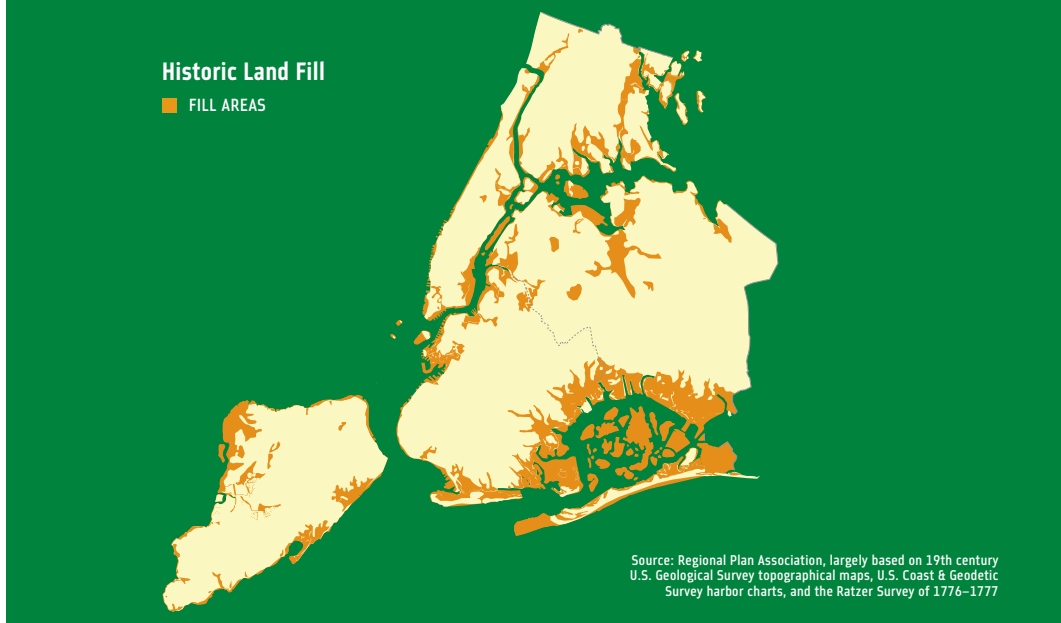 Historic Land Fill
FILL AREAS
Source: Regional Plan Association, largely based on 19th century
U.S. Geological Survey topographical maps, U.S. Coast & Geodetic
Survey harbor charts, and the Ratzer Survey of 1776–1777